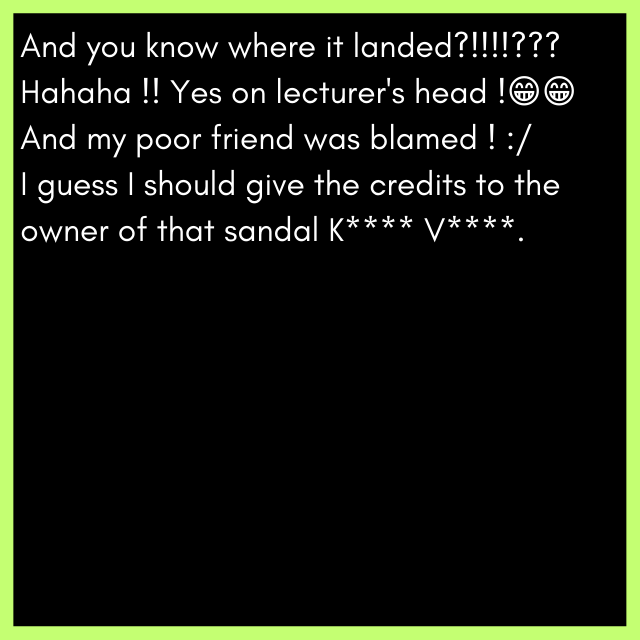 And you know where it landed?!!!!???
Hahaha !! Yes on lecturer's head !😁😁
And my poor friend was blamed ! :/
I guess I should give the credits to the
owner of that sandal K**** V****.